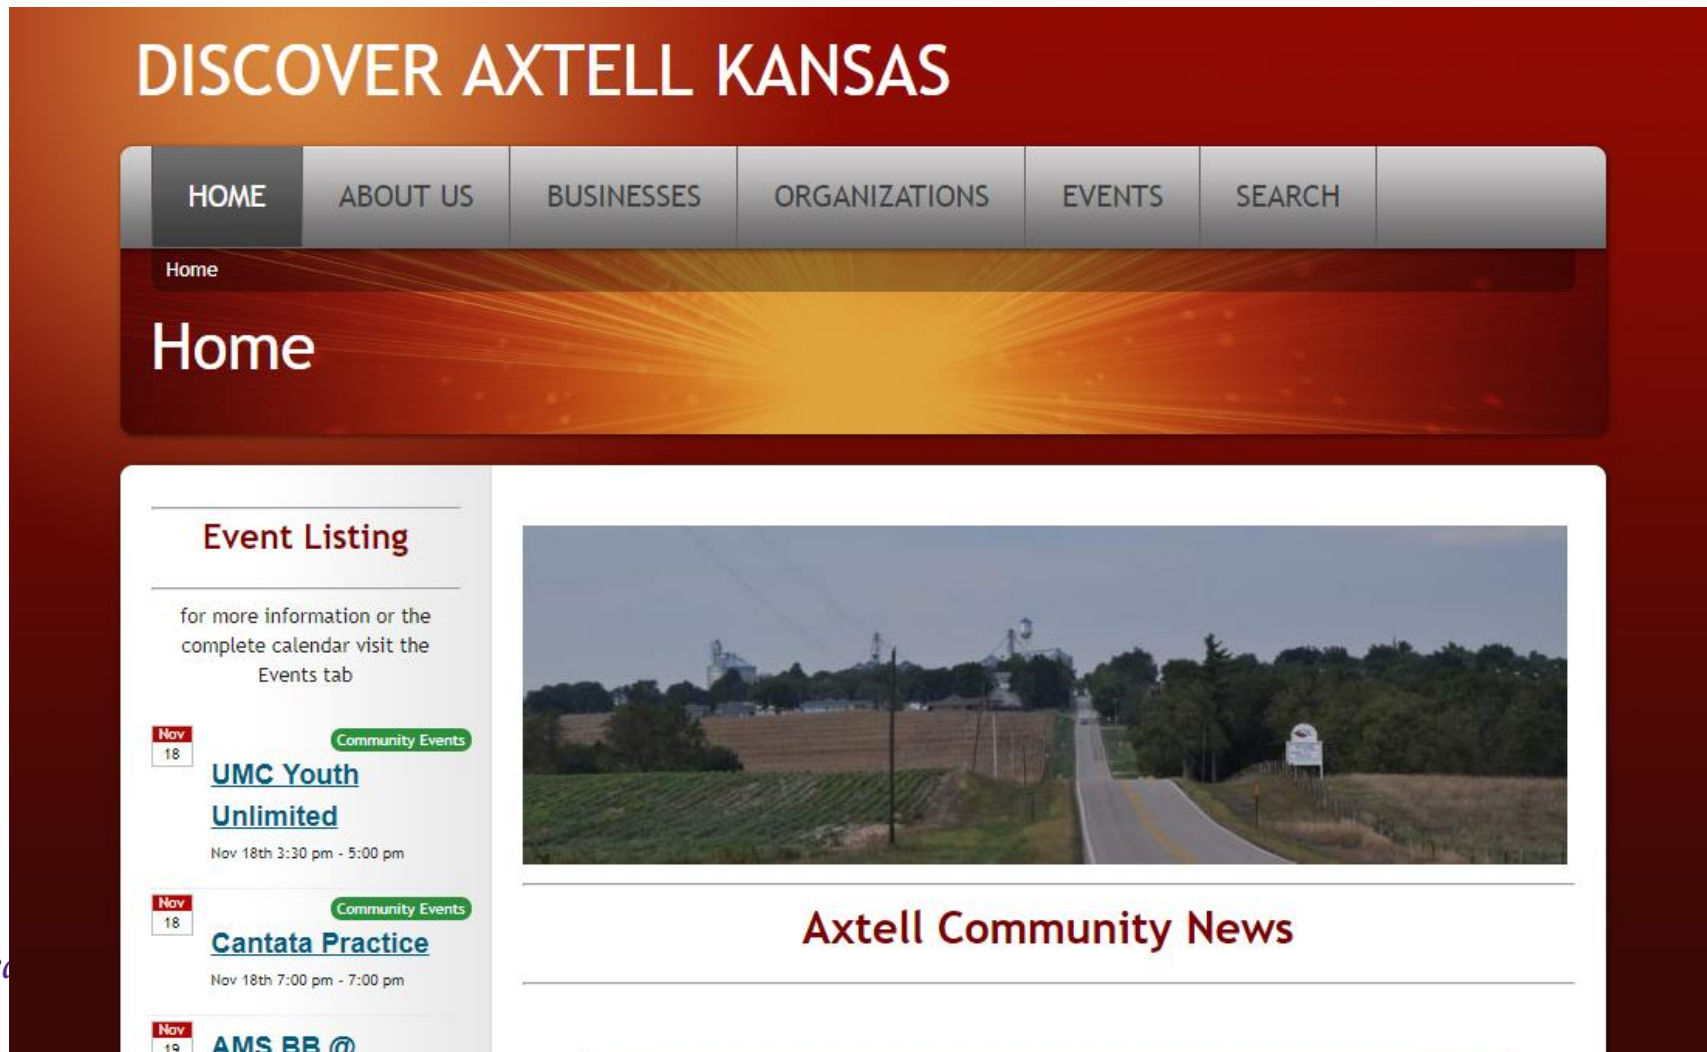 DISCOVER AXTELL KANSAS
HOME ABOUT US BUSINESSES ORGANIZATIONS EVENTS SEARCH
Home
Home
Event Listing
for more information or the
complete calendar visit the
Events tab
Nov
18
Community Events
UMC Youth
Unlimited
Nov 18th 3:30 pm - 5:00 pm
Nov
18
Community Events
Cantata Practice
Nov 18th 7:00 pm - 7:00 pm
Nov
19
AMS BB @
Axtell Community News